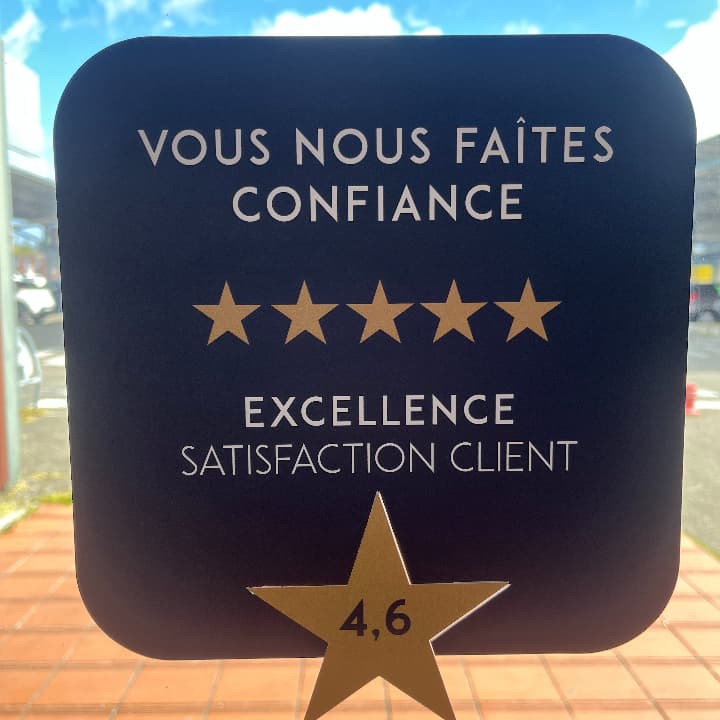 VOUS NOUS FAÎTES
CONFIANCE
EXCELLENCE
SATISFACTION CLIENT
4,6